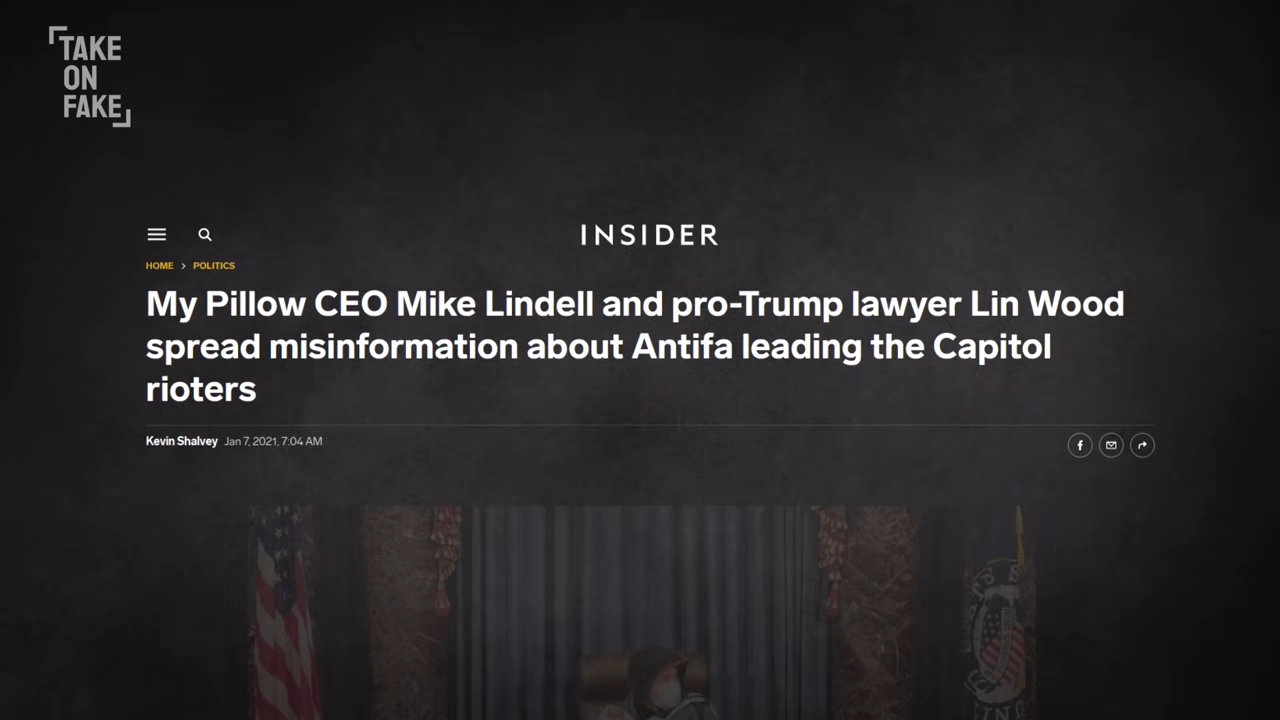 TAKE
ON
FAKE
INSIDER
HOME > POLITICS
My Pillow CEO Mike Lindell and pro-Trump lawyer Lin Wood
spread misinformation about Antifa leading the Capitol
rioters
Kevin Shalvey Jan 7, 2021, 7:04 AM